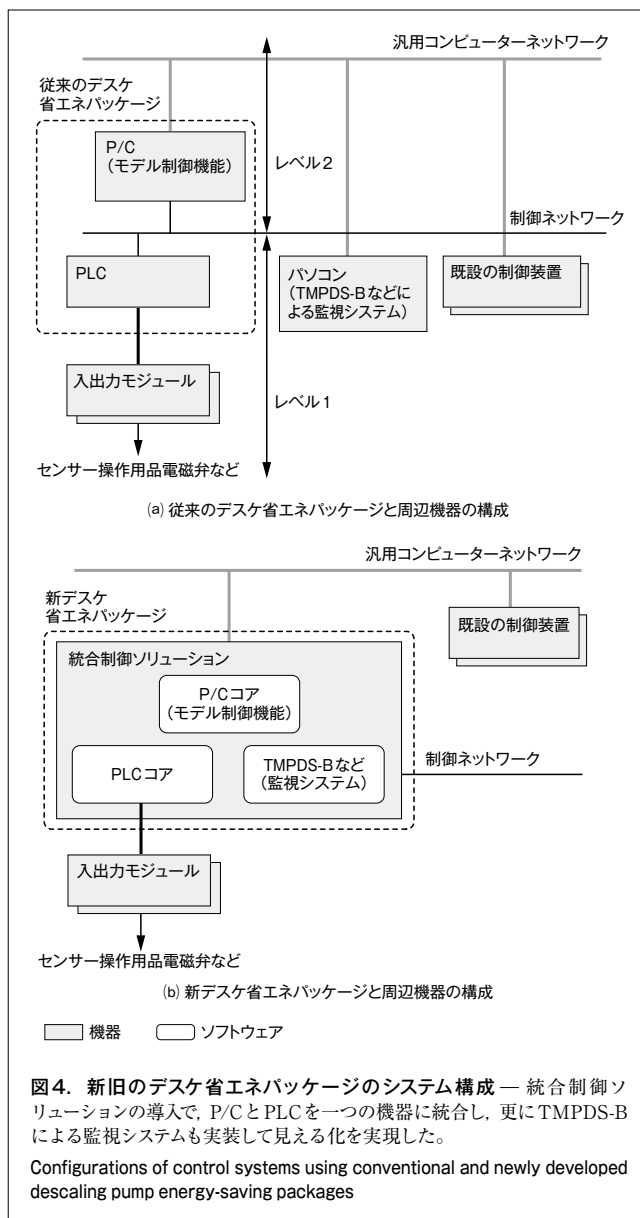 汎用コンピューターネットワーク
従来のデスケ
省エネパッケージ
P/C
（モデル制御機能）
レベル2
制御ネットワーク
PLC
パソコン
（TMPDS-Bなどに
よる監視システム）
既設の制御装置
入出力モジュール
レベル1
センサー操作用品電磁弁など
(a) 従来のデスケ省エネパッケージと周辺機器の構成
汎用コンピューターネットワーク
新デスケ
省エネパッケージ
既設の制御装置
統合制御ソリューション
P/Cコア
（モデル制御機能）
PLCコア
TMPDS-Bなど
（監視システム）
制御ネットワーク
入出力モジュール
センサー操作用品電磁弁など
(b) 新デスケ省エネパッケージと周辺機器の構成
機器
ソフトウェア
図4．新旧のデスケ省エネパッケージのシステム構成 — 統合制御ソ
リューションの導入で，P/CとPLCを一つの機器に統合し，更にTMPDS-B
による監視システムも実装して見える化を実現した。
Configurations of control systems using conventional and newly developed
descaling pump energy-saving packages